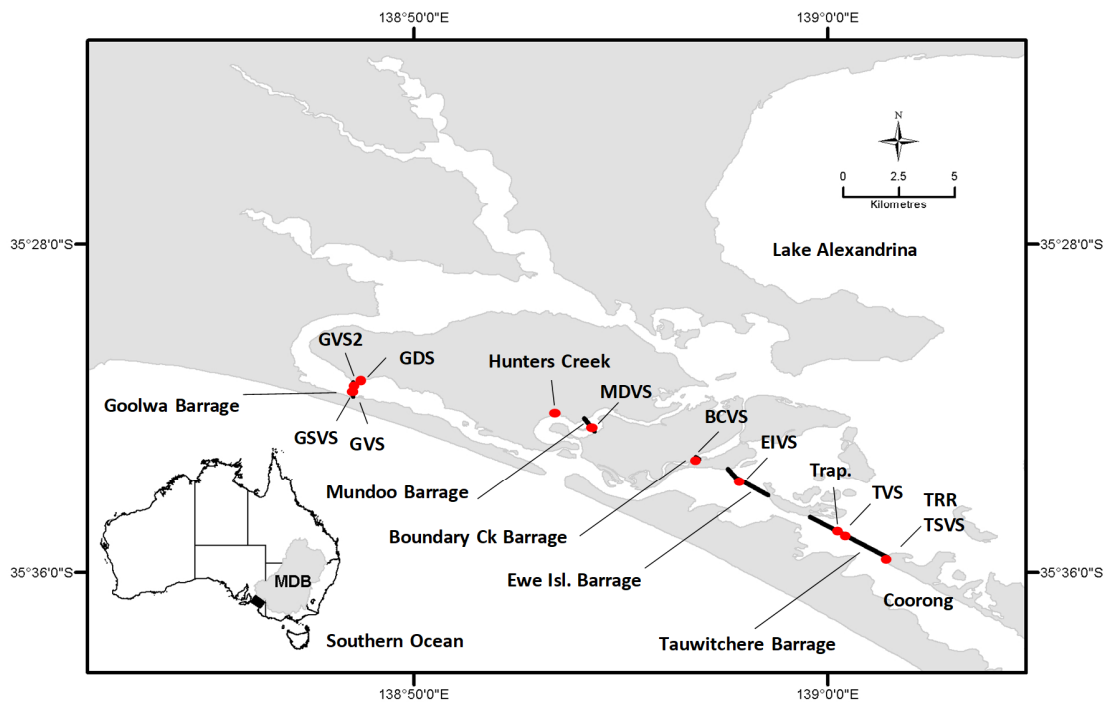 138°50'0"E
139°0'0"E
N
0
2.5
5
Kilometres
35°28'0"S
35°28'0"S
Lake Alexandrina
GVS2
GDS
Hunters Creek
MDVS
Goolwa Barrage
BCVS
GSVS
GVS
EIVS
Trap.
Mundoo Barrage
TVS
TRR
TSVS
Boundary Ck Barrage
35°36'0"S
MDB
Ewe Isl. Barrage
35°36'0"S
Coorong
Southern Ocean
Tauwitchere Barrage
138°50'0"E
139°0'0"E